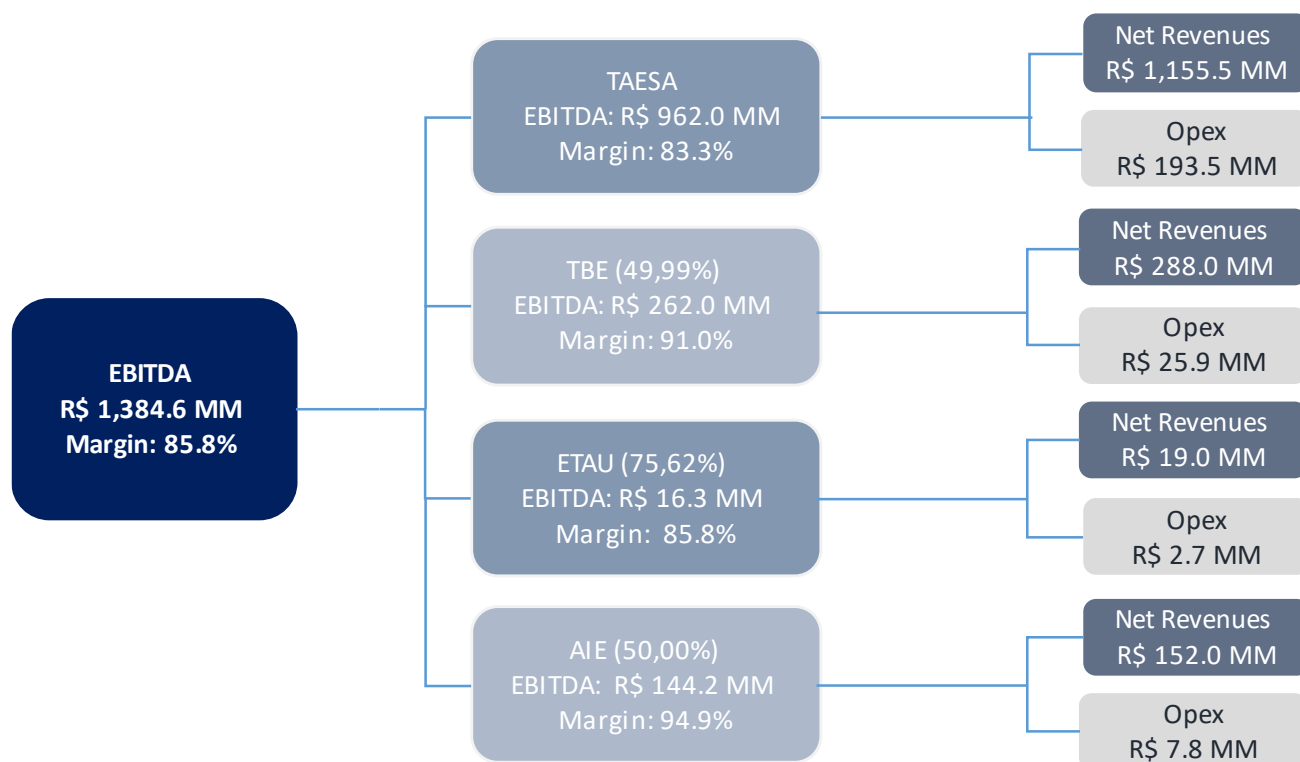 EBITDA
R$ 1,384.6 MM
Margin: 85.8%
TAESA
EBITDA: R$ 962.0 MM
Margin: 83.3%
Net Revenues
R$ 1,155.5 MM
Opex
R$ 193.5 MM
TBE (49,99%)
EBITDA: R$ 262.0 MM
Margin: 91.0%
Net Revenues
R$ 288.0 MM
Opex
R$ 25.9 MM
ETAU (75,62%)
EBITDA: R$ 16.3 MM
Margin: 85.8%
Net Revenues
R$ 19.0 MM
Opex
R$ 2.7 MM
AIE (50,00%)
EBITDA: R$ 144.2 MM
Margin: 94.9%
Net Revenues
R$ 152.0 MM
Opex
R$ 7.8 MM